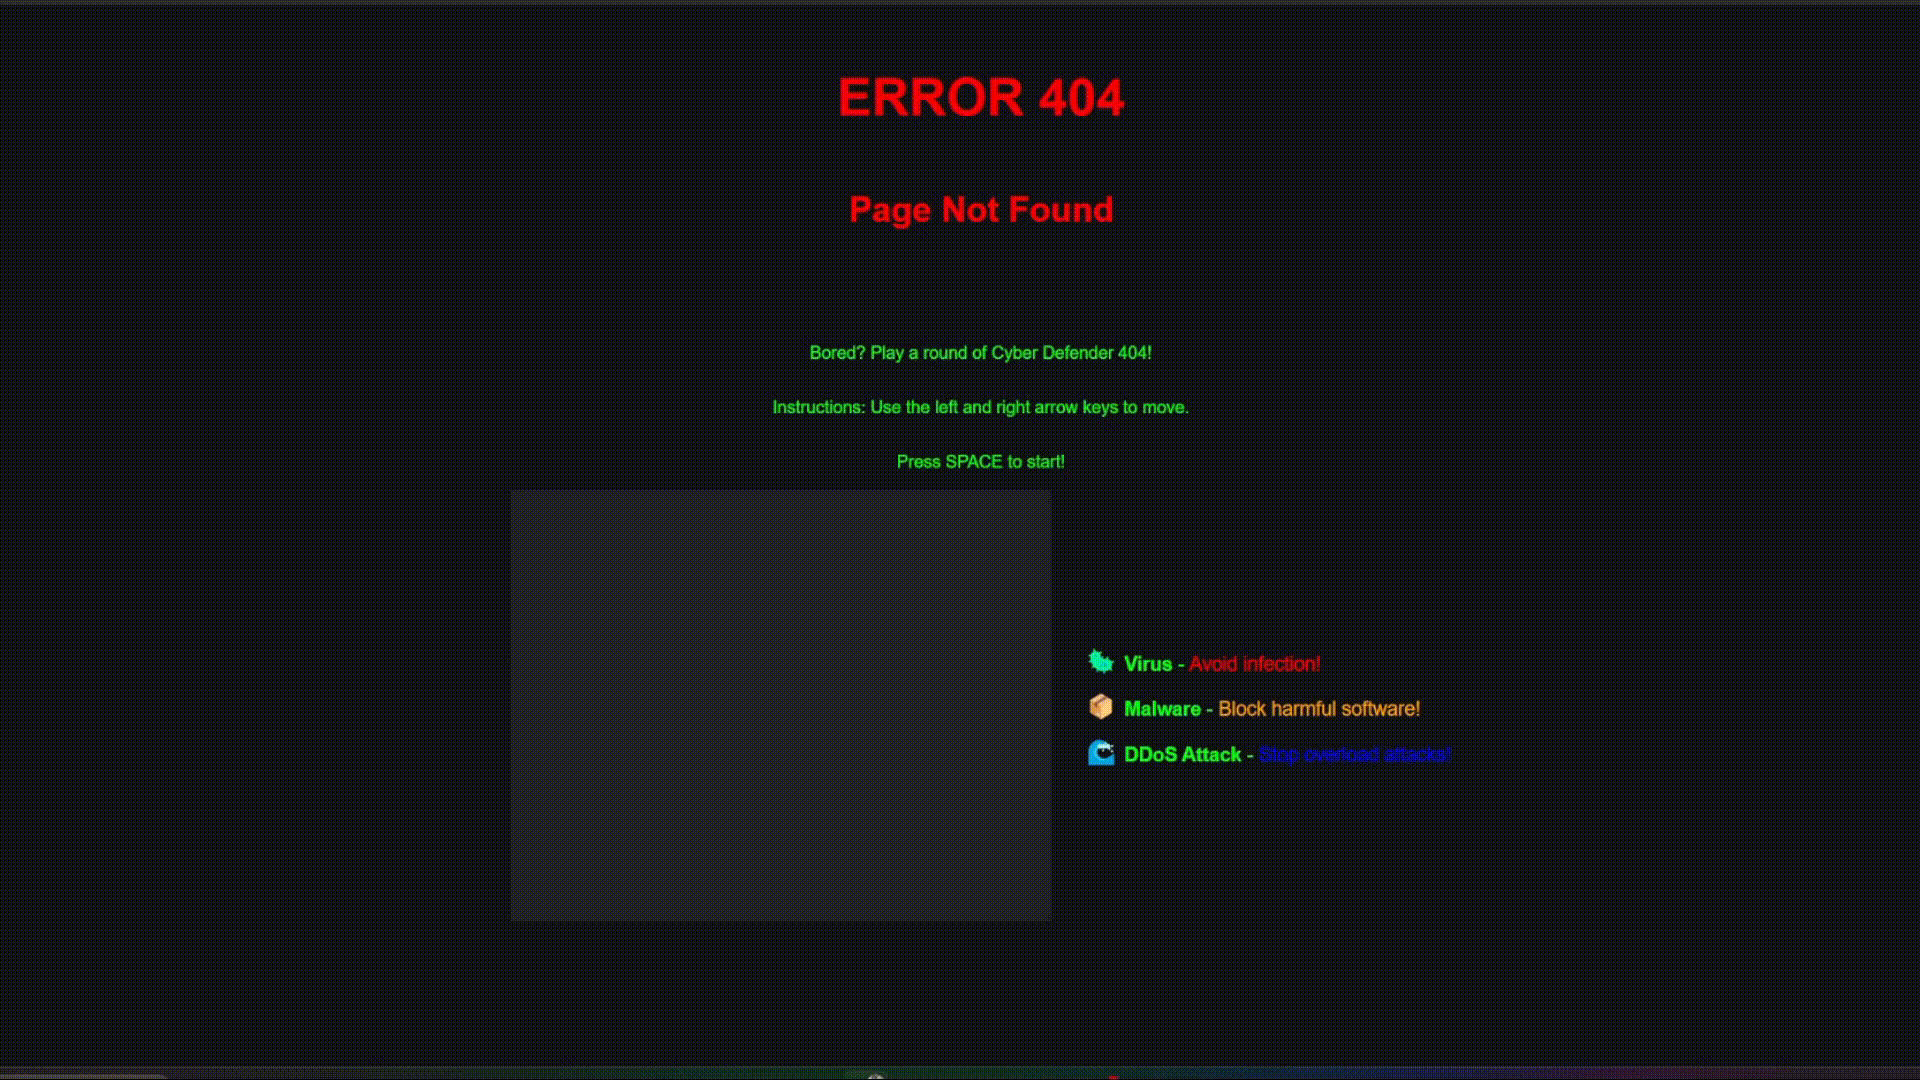 ERROR 404
Page Not Found
Bored? Play a round of Cyber Defender 404!
Instructions: Use the left and right arrow keys to move.
Press SPACE to start!
Virus - Avoid infection!
Malware - Block harmful software!
DDoS Attack - Stop overload attacks!